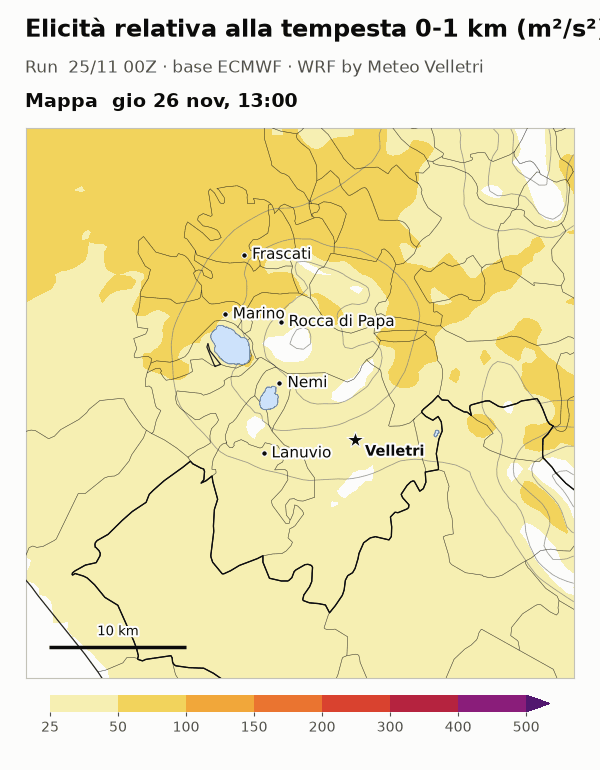 Elicità relativa alla tempesta 0-1 km (m²/s²)
Run  25/11 00Z · base ECMWF · WRF by Meteo Velletri
Mappa  gio 26 nov, 13:00
Frascati
Marino
Rocca di Papa
Nemi
Lanuvio
Velletri
10 km
25 50 100 150 200 300 400 500